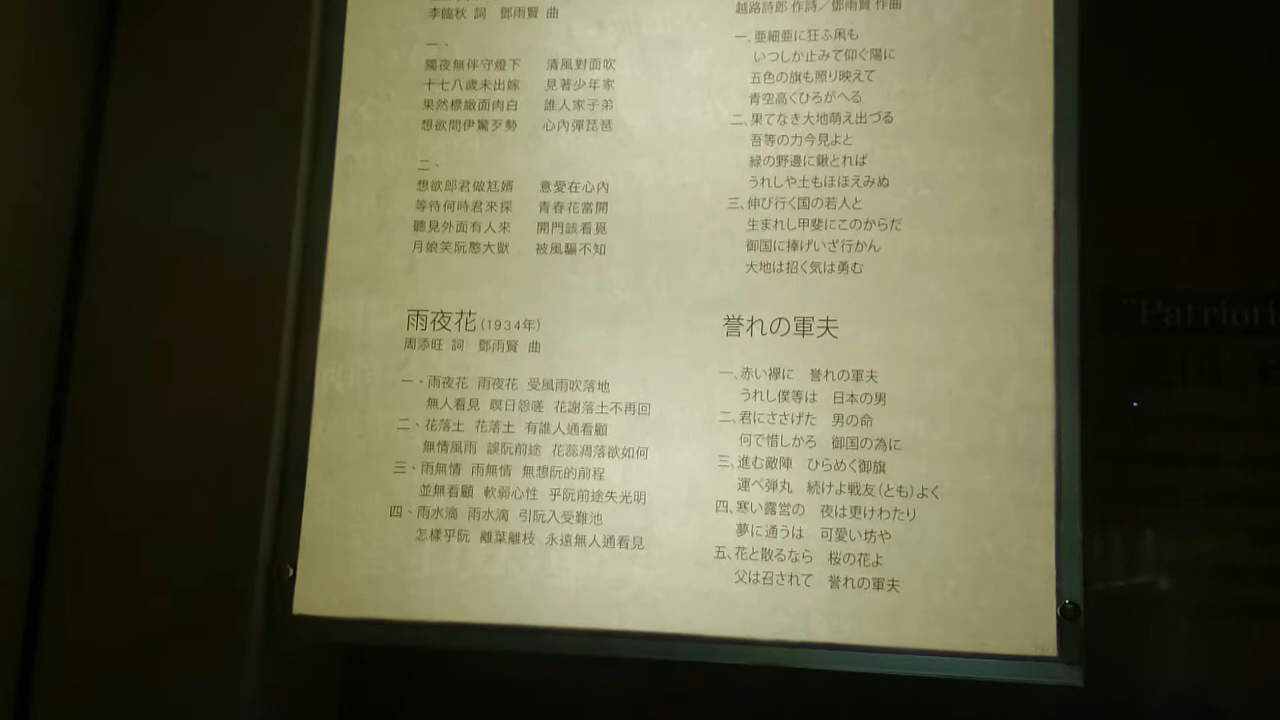 李臨秋 詞 鄧雨賢 曲
一、
獨夜無伴守燈下 清風對面吹
十七八歲未出嫁 見著少年家
果然標緻面肉白 誰人家子弟
想欲問伊驚歹勢 心內彈琵琶
二、
想欲郎君做尪婿 意愛在心內
等待何時君來採 青春花當開
聽見外面有人來 開門該看覓
月娘笑阮憨大獃 被風騙不知
雨夜花(1934年)
周添旺 詞 鄧雨賢 曲
一、雨夜花 雨夜花 受風雨吹落地
無人看見 暝日怨嗟 花謝落土不再回
二、花落土 花落土 有誰人通看顧
無情風雨 誤阮前途 花蕊凋落欲如何
三、雨無情 雨無情 無想阮的前程
並無看顧 軟弱心性 乎阮前途失光明
四、雨水滴 雨水滴 引阮入受難池
怎樣乎阮 離葉離枝 永遠無人通看見
越路詩郎 作詩／鄧雨賢 作曲
一、亜細亜に狂ふ凩も
いつしか止みて仰ぐ陽に
五色の旗も照り映えて
青空高くひろがへる
二、果てなき大地萌え出づる
吾等の力今見よと
緑の野邊に鍬とれば
うれしや土もほほえみぬ
三、伸び行く国の若人と
生まれし甲斐にこのからだ
御国に捧げいざ行かん
大地は招く気は勇む
誉れの軍夫
一、赤い襷に 誉れの軍夫
うれし僕等は 日本の男
二、君にささげた 男の命
何で惜しかろ 御国の為に
三、進む敵陣 ひらめく御旗
運べ弾丸 続けよ戦友（とも）よく
四、寒い露営の 夜は更けわたり
夢に通うは 可愛い坊や
五、花と散るなら 桜の花よ
父は召されて 誉れの軍夫